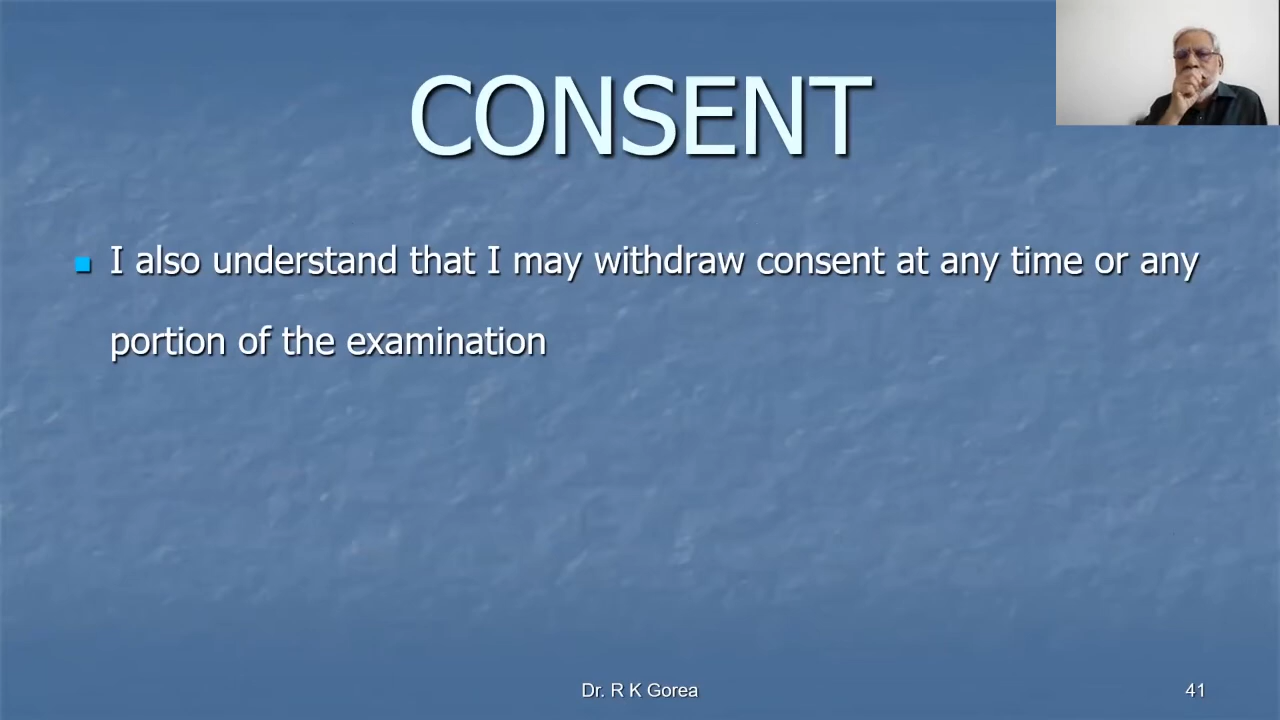 CONSENT
I also understand that I may withdraw consent at any time or any
portion of the examination
Dr. R K Gorea
41